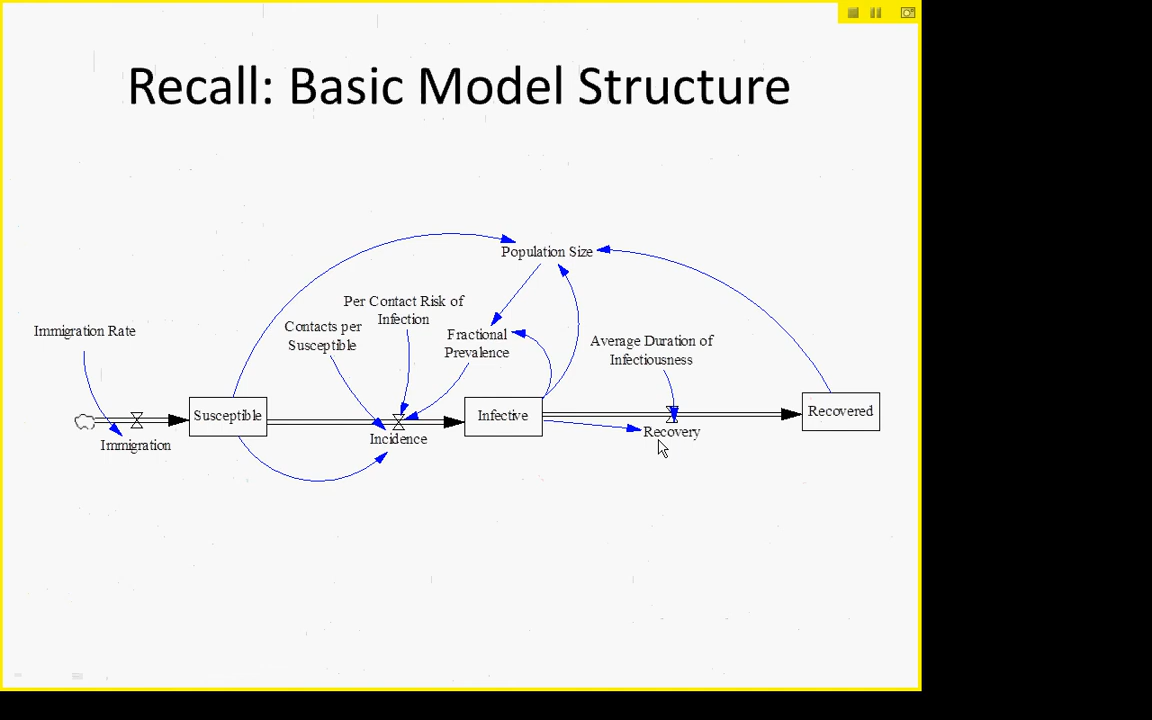 Recall: Basic Model Structure
Population Size
Per Contact Risk of
Infection
Contacts per
Susceptible
Immigration Rate
Fractional
Prevalence
Average Duration of
Infectiousness
Susceptible
Infective
Recovered
Immigration
Incidence
Recovery